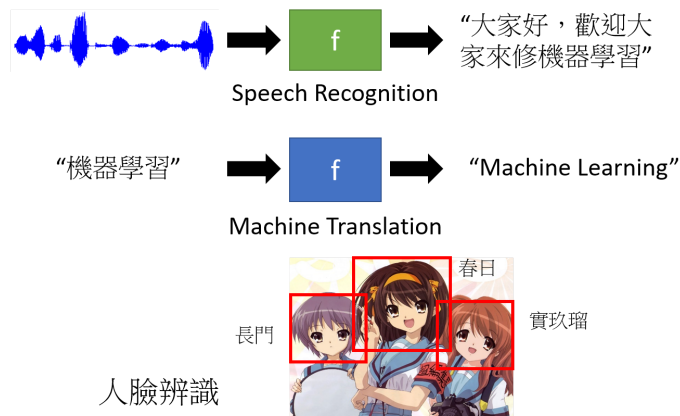 f
“大家好，歡迎大
家來修機器學習”
Speech Recognition
“機器學習”
f
“Machine Learning”
Machine Translation
春日
長門
實玖瑠
人臉辨識